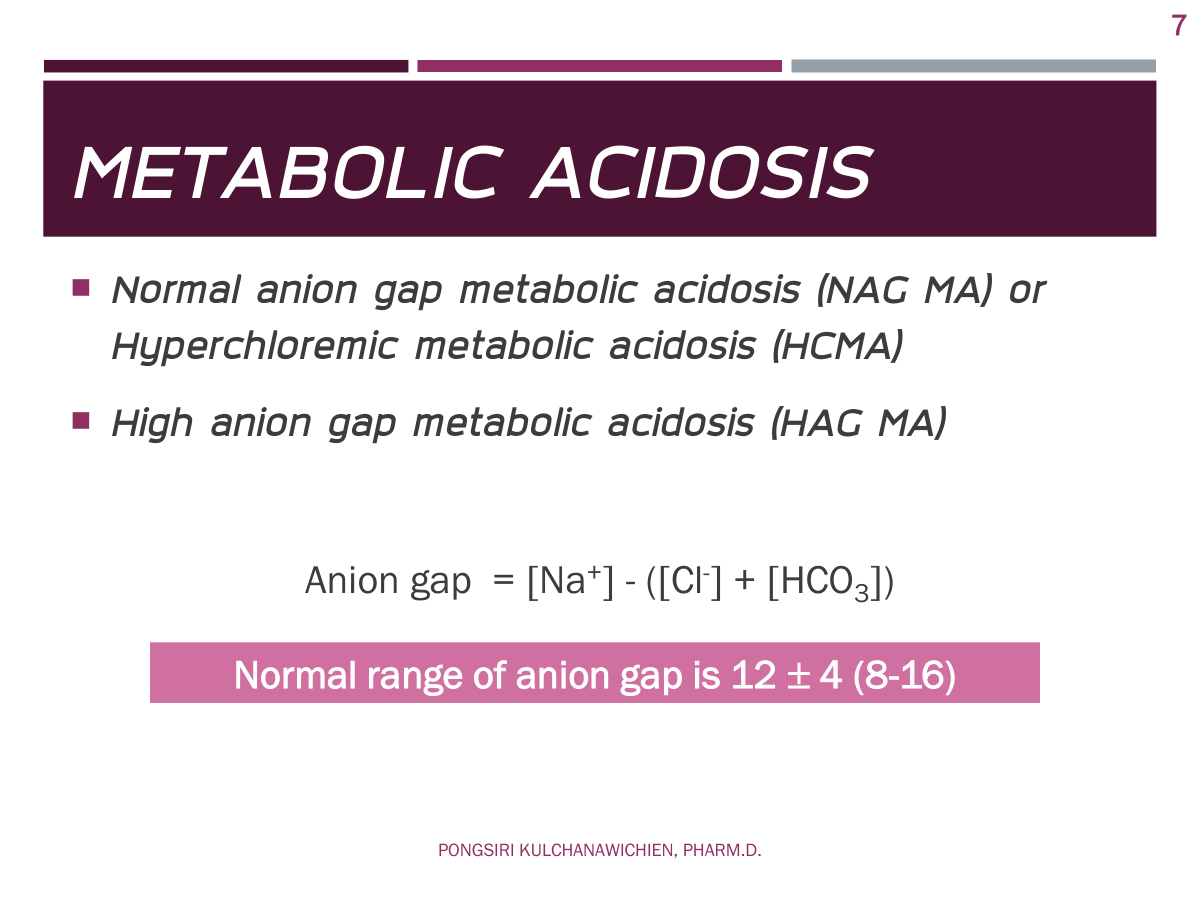 7
METABOLIC ACIDOSIS
Normal anion gap metabolic acidosis (NAG MA) or
Hyperchloremic metabolic acidosis (HCMA)
High anion gap metabolic acidosis (HAG MA)
Anion gap = [Na⁺] - ([Cl⁻] + [HCO₃])
Normal range of anion gap is 12 ± 4 (8-16)
PONGSIRI KULCHANAWICHIEN, PHARM.D.